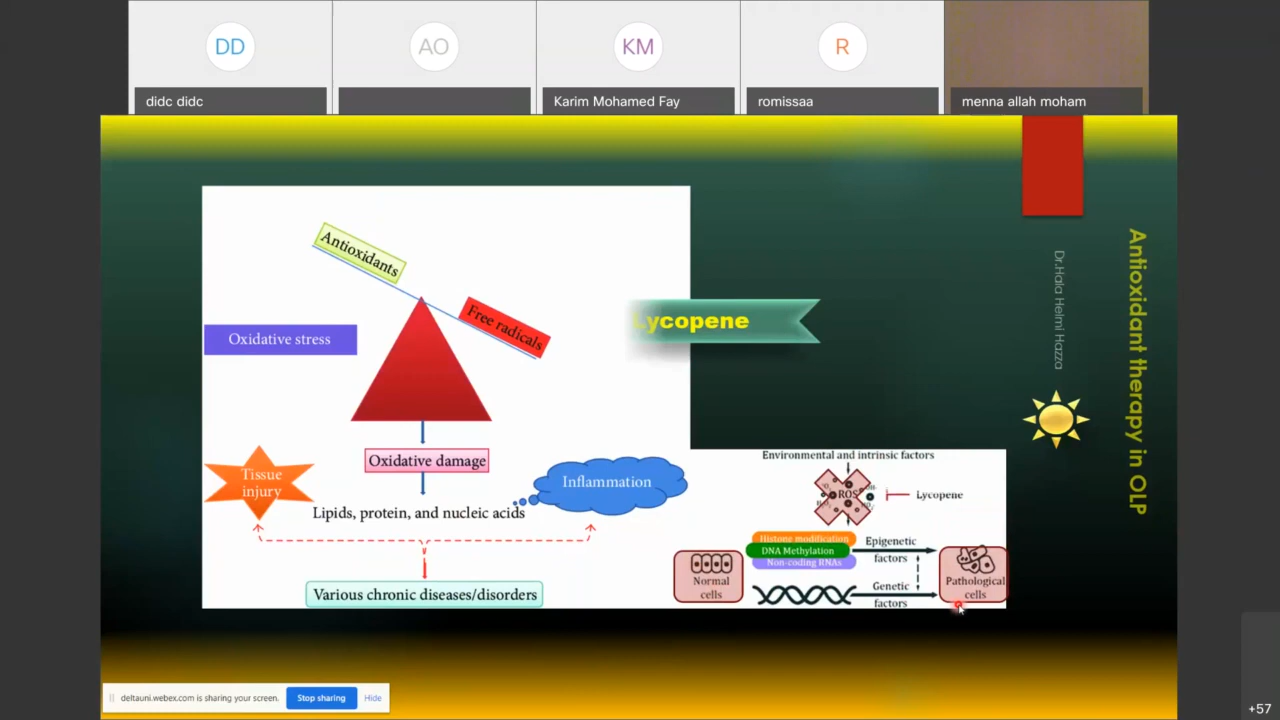 DD
AO
KM
R
didc didc
Karim Mohamed Fay
romissaa
menna allah moham
Antioxidants
Free radicals
Oxidative stress
Oxidative damage
Tissue
injury
Inflammation
Lipids, protein, and nucleic acids
Various chronic diseases/disorders
Lycopene
Environmental and intrinsic factors
ROS
Lycopene
Histone modification
DNA Methylation
Non-coding RNAs
Epigenetic
factors
Normal
cells
Genetic
factors
Pathological
cells
Dr.Hala Helmi Hazza
Antioxidant therapy in OLP
deltauni.webex.com is sharing your screen.
Stop sharing
Hide
+57